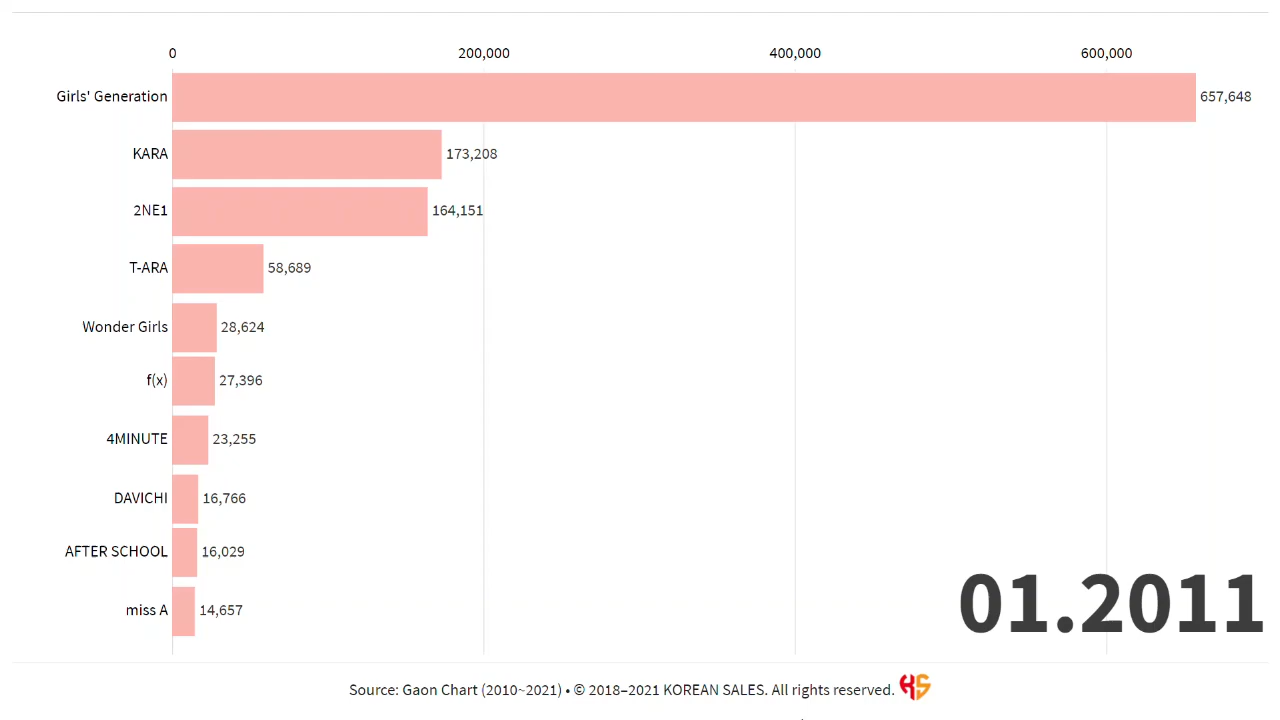 0 200,000 400,000 600,000
Girls' Generation 657,648
KARA 173,208
2NE1 164,151
T-ARA 58,689
Wonder Girls 28,624
f(x) 27,396
4MINUTE 23,255
DAVICHI 16,766
AFTER SCHOOL 16,029
miss A 14,657
01.2011
Source: Gaon Chart (2010~2021) • © 2018–2021 KOREAN SALES. All rights reserved. KS